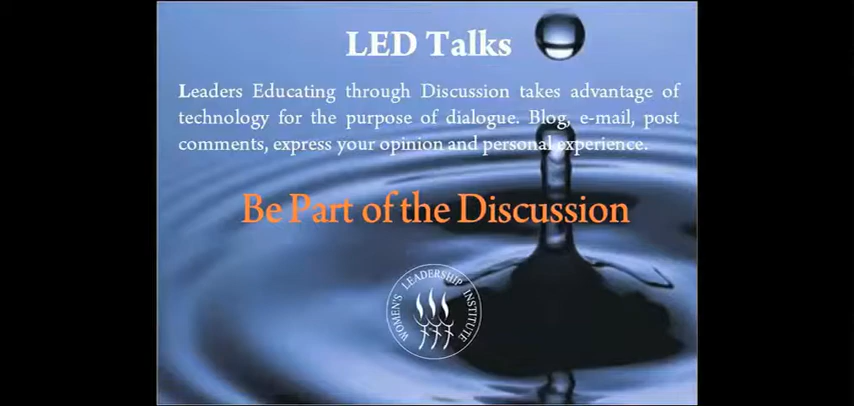 LED Talks
Leaders Educating through Discussion takes advantage of
technology for the purpose of dialogue. Blog, e-mail, post
comments, express your opinion and personal experience.
Be Part of the Discussion
WOMEN'S LEADERSHIP INSTITUTE